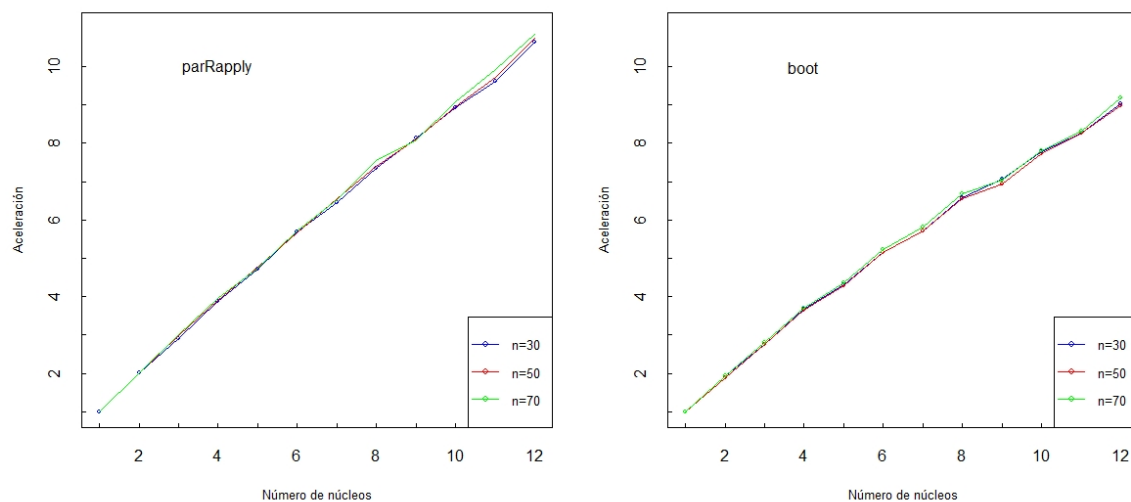 parRapply
Aceleración
10
8
6
4
2
n=30
n=50
n=70
2 4 6 8 10 12
Número de núcleos
boot
Aceleración
10
8
6
4
2
n=30
n=50
n=70
2 4 6 8 10 12
Número de núcleos